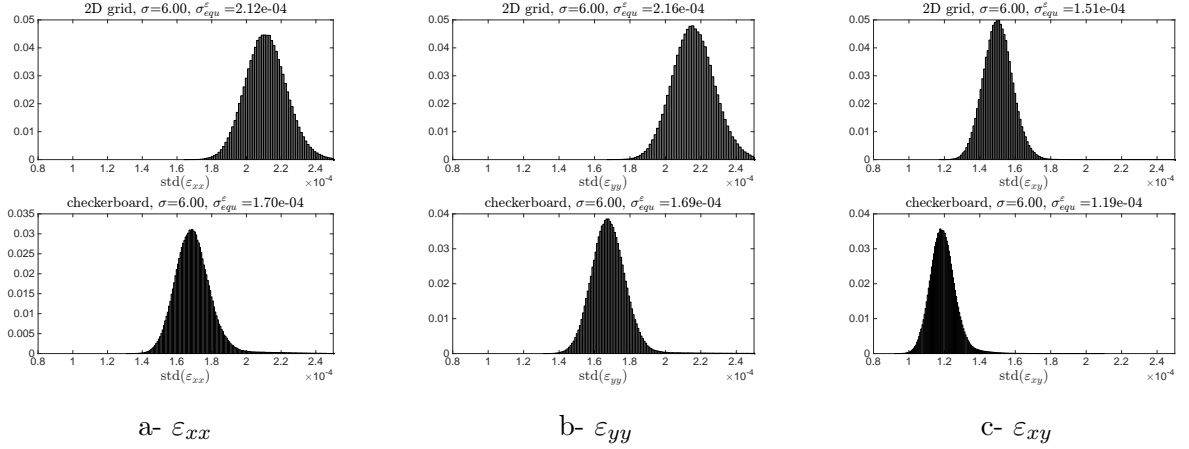 2D grid, σ=6.00, σ^ε_equ =2.12e-04
0.05
0.04
0.03
0.02
0.01
0
0.8 1 1.2 1.4 1.6 1.8 2 2.2 2.4
std(ε_xx) ×10^-4
2D grid, σ=6.00, σ^ε_equ =2.16e-04
0.05
0.04
0.03
0.02
0.01
0
0.8 1 1.2 1.4 1.6 1.8 2 2.2 2.4
std(ε_yy) ×10^-4
2D grid, σ=6.00, σ^ε_equ =1.51e-04
0.05
0.04
0.03
0.02
0.01
0
0.8 1 1.2 1.4 1.6 1.8 2 2.2 2.4
std(ε_xy) ×10^-4
checkerboard, σ=6.00, σ^ε_equ =1.70e-04
0.035
0.03
0.025
0.02
0.015
0.01
0.005
0
0.8 1 1.2 1.4 1.6 1.8 2 2.2 2.4
std(ε_xx) ×10^-4
checkerboard, σ=6.00, σ^ε_equ =1.69e-04
0.04
0.03
0.02
0.01
0
0.8 1 1.2 1.4 1.6 1.8 2 2.2 2.4
std(ε_yy) ×10^-4
checkerboard, σ=6.00, σ^ε_equ =1.19e-04
0.04
0.03
0.02
0.01
0
0.8 1 1.2 1.4 1.6 1.8 2 2.2 2.4
std(ε_xy) ×10^-4
a- ε_xx
b- ε_yy
c- ε_xy